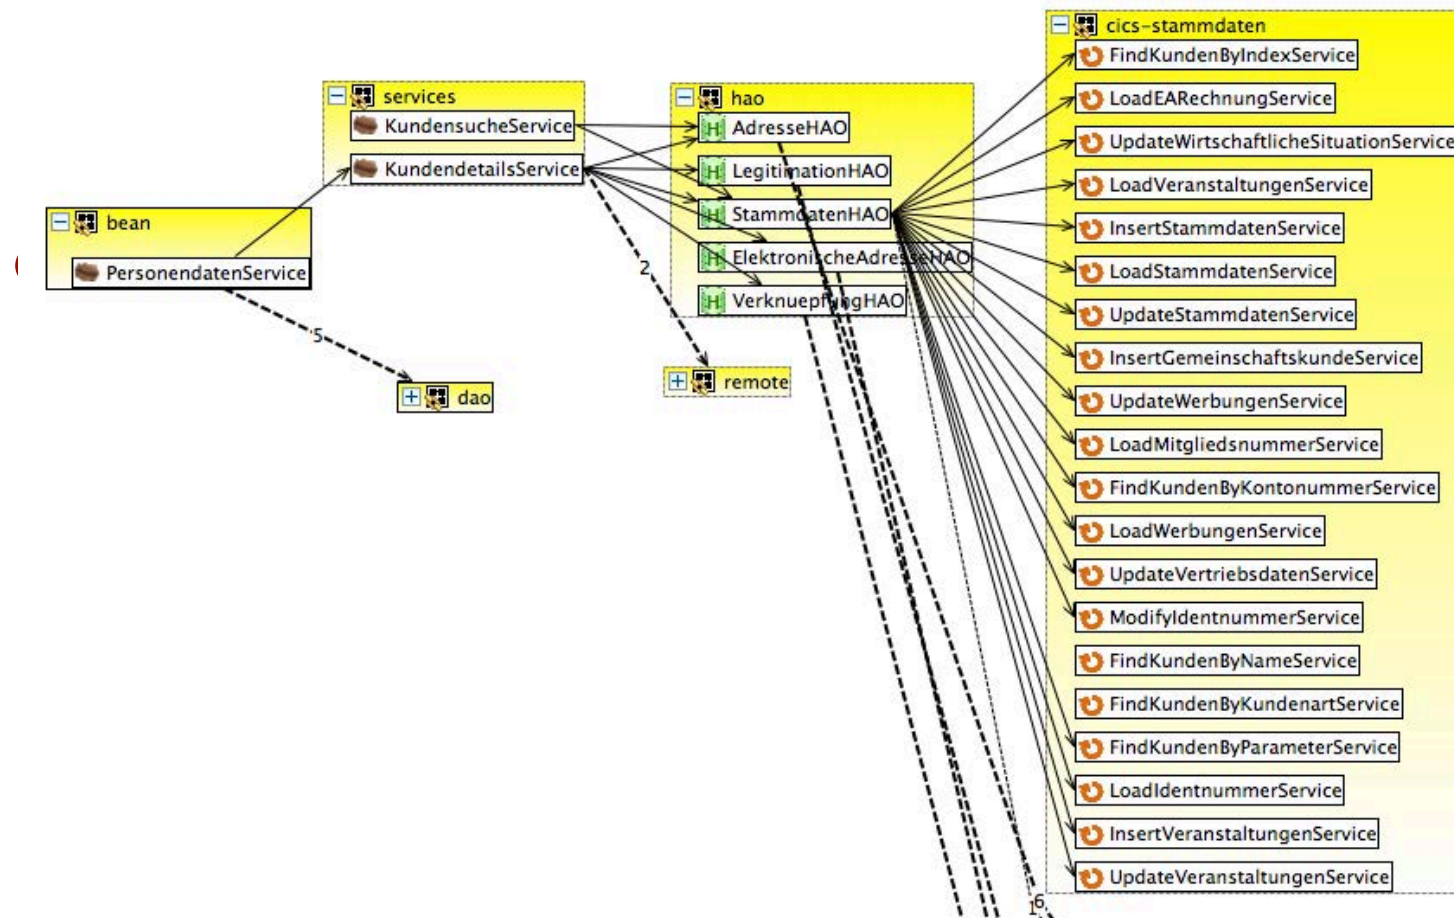 bean
PersonendatenService
5
dao
services
KundensucheService
KundendetailsService
2
remote
hao
AdresseHAO
LegitimationHAO
StammdatenHAO
ElektronischeAdresseHAO
VerknuepfungHAO
cics-stammdaten
FindKundenByIndexService
LoadEARechnungService
UpdateWirtschaftlicheSituationService
LoadVeranstaltungenService
InsertStammdatenService
LoadStammdatenService
UpdateStammdatenService
InsertGemeinschaftskundeService
UpdateWerbungenService
LoadMitgliedsnummerService
FindKundenByKontonummerService
LoadWerbungenService
UpdateVertriebsdatenService
ModifyIdentnummerService
FindKundenByNameService
FindKundenByKundenartService
FindKundenByParameterService
LoadIdentnummerService
InsertVeranstaltungenService
UpdateVeranstaltungenService
6